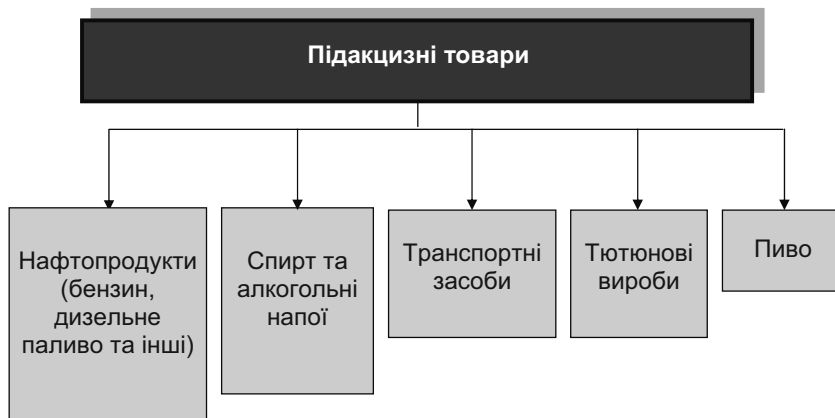 Підакцизні товари
Нафтопродукти
(бензин,
дизельне
паливо та інші)
Спирт та
алкогольні
напої
Транспортні
засоби
Тютюнові
вироби
Пиво